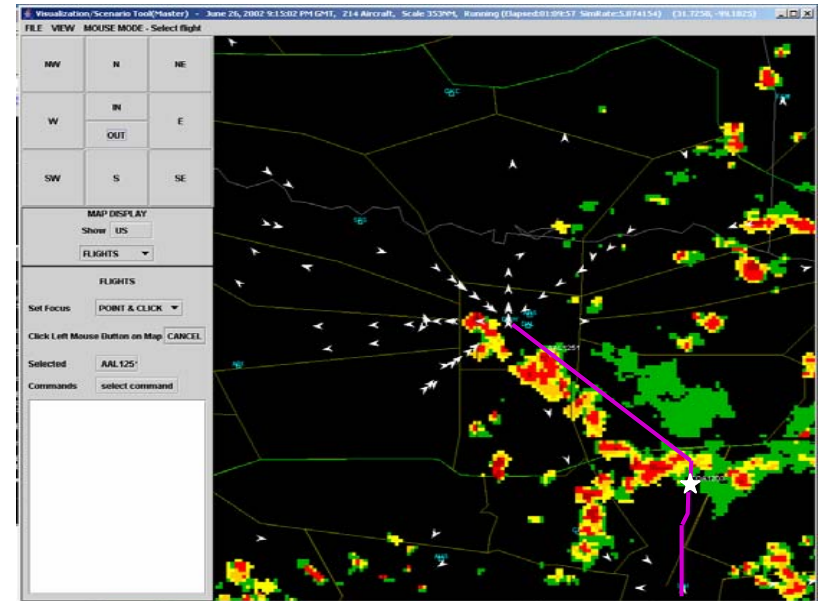 Visualization/Scenario Tool(Master) - June 26, 2002 9:15:02 PM GMT, 214 Aircraft, Scale 353NM, Running (Elapsed:01:09:57 SimRate:5.874154) (31.7258, -99.1825)
FILE VIEW MOUSE MODE - Select flight
NW N NE
W IN E
OUT
SW S SE
MAP DISPLAY
Show US
FLIGHTS
FLIGHTS
Set Focus POINT & CLICK
Click Left Mouse Button on Map CANCEL
Selected AAL125
Commands select command